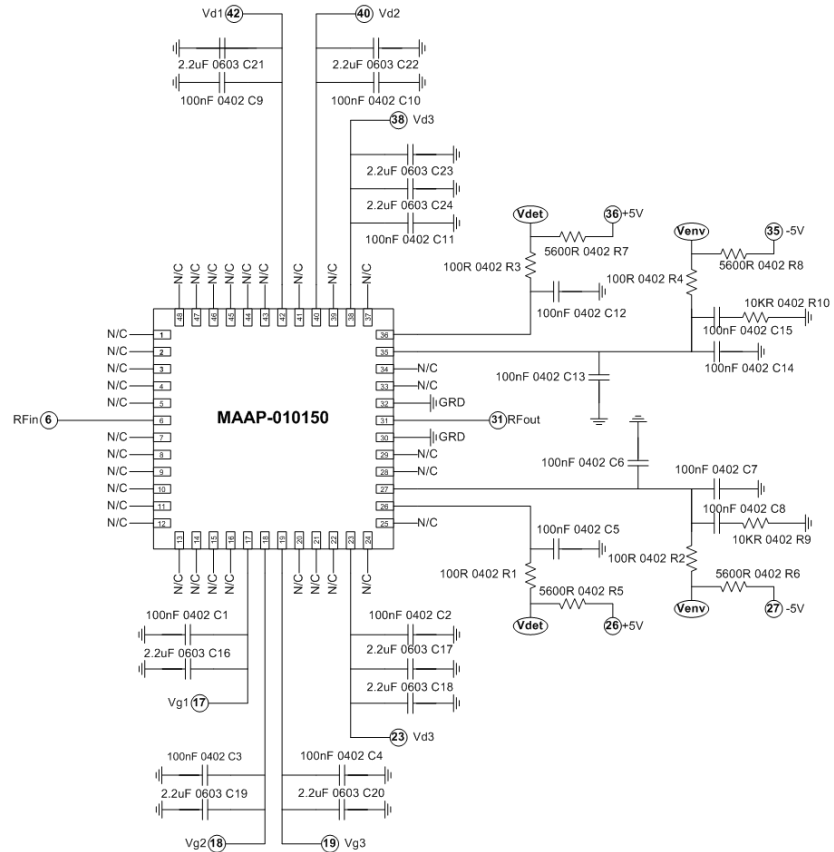 Vd1 42
40 Vd2
2.2uF 0603 C21
2.2uF 0603 C22
100nF 0402 C9
100nF 0402 C10
38 Vd3
2.2uF 0603 C23
2.2uF 0603 C24
100nF 0402 C11
Vdet
36 +5V
5600R 0402 R7
100R 0402 R3
100nF 0402 C12
Venv
35 -5V
5600R 0402 R8
100R 0402 R4
10KR 0402 R10
100nF 0402 C15
100nF 0402 C14
100nF 0402 C13
N/C N/C N/C N/C N/C N/C N/C N/C N/C
48 47 46 45 44 43 42 41 40 39 38 37
N/C 1
N/C 2
N/C 3
N/C 4
N/C 5
RFin 6 6
N/C 7
N/C 8
N/C 9
N/C 10
N/C 11
N/C 12
MAAP-010150
36
35
34 N/C
33 N/C
32 GRD
31 31 RFout
30 GRD
29 N/C
28 N/C
27
26
25 N/C
13 14 15 16 17 18 19 20 21 22 23 24
N/C N/C N/C N/C N/C N/C N/C N/C
100nF 0402 C6
100nF 0402 C7
100nF 0402 C8
10KR 0402 R9
100R 0402 R2
5600R 0402 R6
Venv
27 -5V
100nF 0402 C5
100R 0402 R1
5600R 0402 R5
Vdet
26 +5V
100nF 0402 C1
2.2uF 0603 C16
Vg1 17
100nF 0402 C2
2.2uF 0603 C17
2.2uF 0603 C18
23 Vd3
100nF 0402 C3
2.2uF 0603 C19
Vg2 18
100nF 0402 C4
2.2uF 0603 C20
19 Vg3